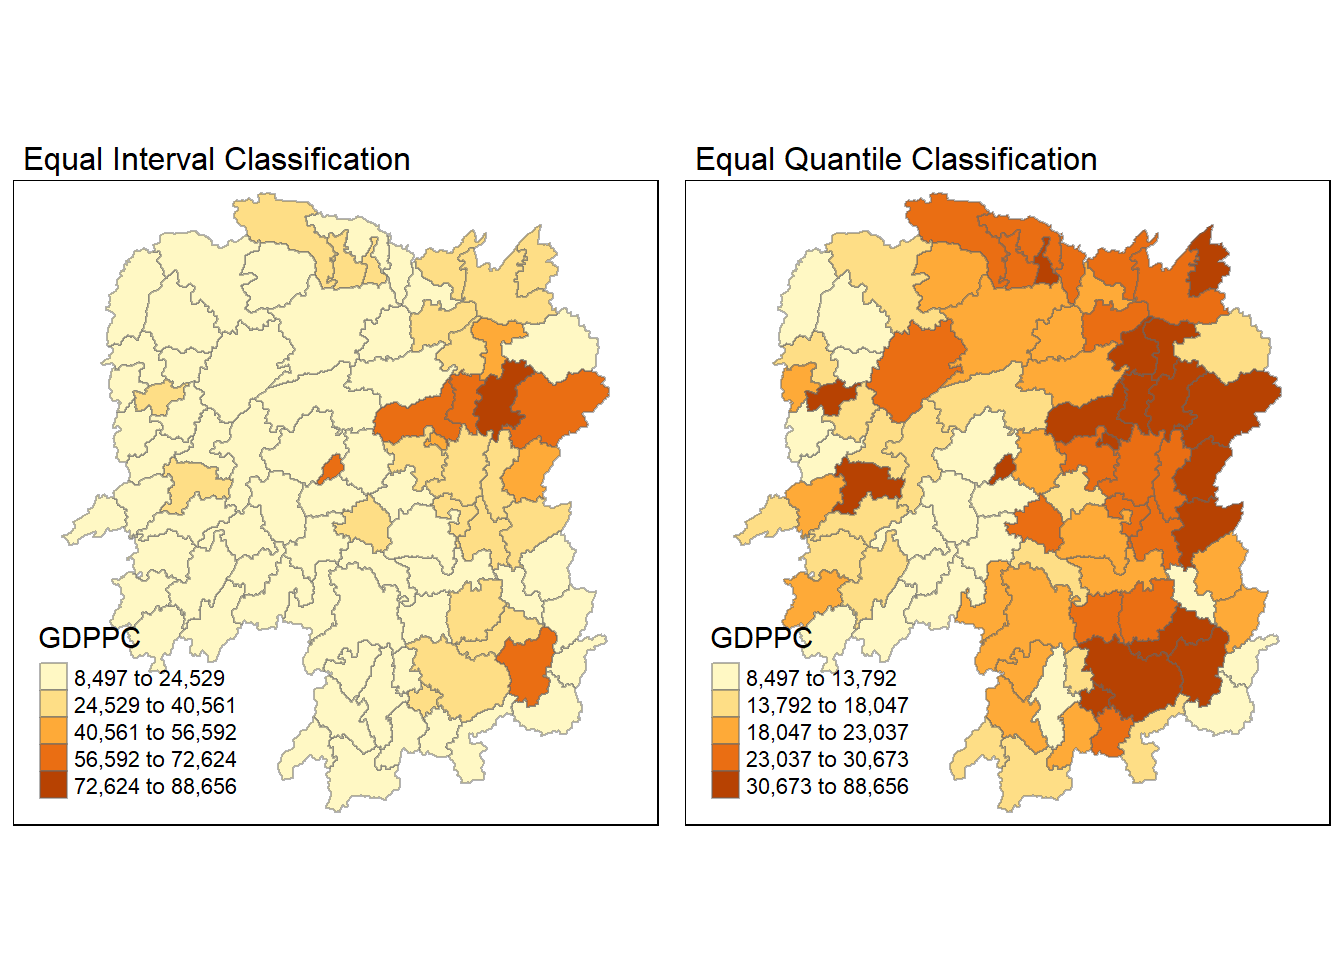 Equal Interval Classification
GDPPC
8,497 to 24,529
24,529 to 40,561
40,561 to 56,592
56,592 to 72,624
72,624 to 88,656
Equal Quantile Classification
GDPPC
8,497 to 13,792
13,792 to 18,047
18,047 to 23,037
23,037 to 30,673
30,673 to 88,656